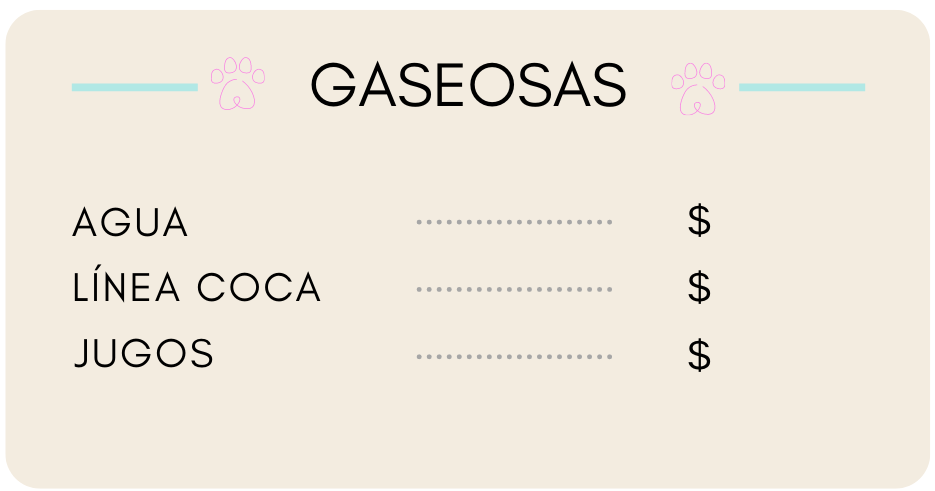 GASEOSAS
AGUA ................... $
LÍNEA COCA ................... $
JUGOS ................... $